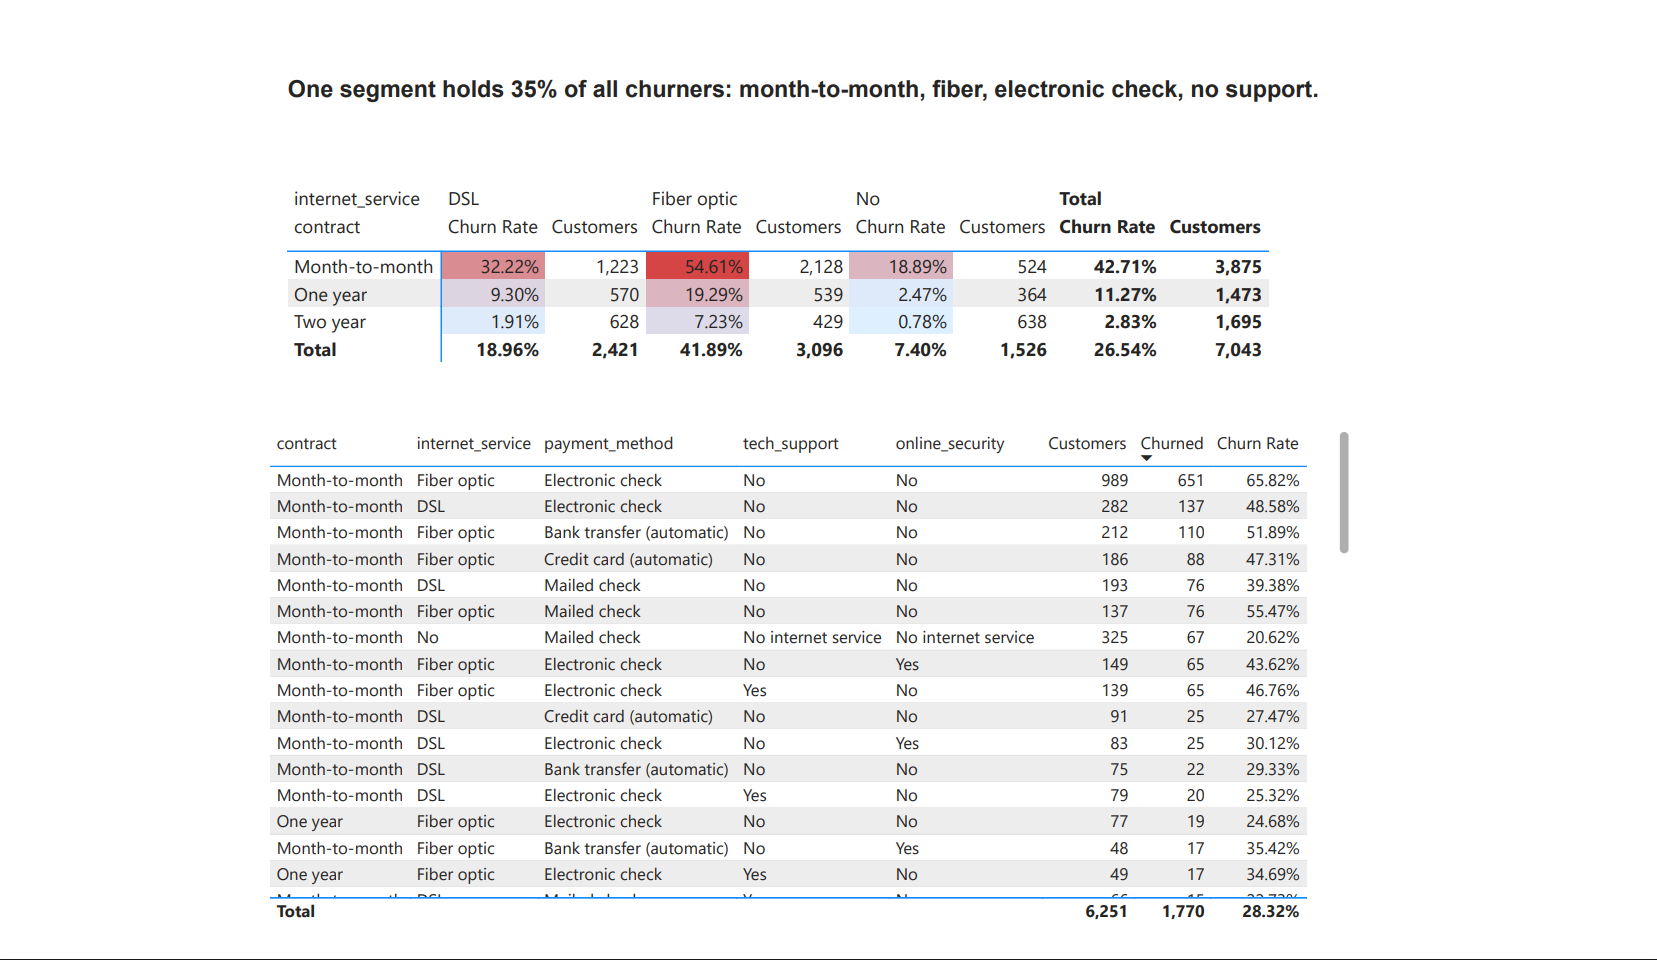 One segment holds 35% of all churners: month-to-month, fiber, electronic check, no support.
internet_service DSL Fiber optic No Total
contract Churn Rate Customers Churn Rate Customers Churn Rate Customers Churn Rate Customers
Month-to-month 32.22% 1,223 54.61% 2,128 18.89% 524 42.71% 3,875
One year 9.30% 570 19.29% 539 2.47% 364 11.27% 1,473
Two year 1.91% 628 7.23% 429 0.78% 638 2.83% 1,695
Total 18.96% 2,421 41.89% 3,096 7.40% 1,526 26.54% 7,043
contract internet_service payment_method tech_support online_security Customers Churned Churn Rate
Month-to-month Fiber optic Electronic check No No 989 651 65.82%
Month-to-month DSL Electronic check No No 282 137 48.58%
Month-to-month Fiber optic Bank transfer (automatic) No No 212 110 51.89%
Month-to-month Fiber optic Credit card (automatic) No No 186 88 47.31%
Month-to-month DSL Mailed check No No 193 76 39.38%
Month-to-month Fiber optic Mailed check No No 137 76 55.47%
Month-to-month No Mailed check No internet service No internet service 325 67 20.62%
Month-to-month Fiber optic Electronic check No Yes 149 65 43.62%
Month-to-month Fiber optic Electronic check Yes No 139 65 46.76%
Month-to-month DSL Credit card (automatic) No No 91 25 27.47%
Month-to-month DSL Electronic check No Yes 83 25 30.12%
Month-to-month DSL Bank transfer (automatic) No No 75 22 29.33%
Month-to-month DSL Electronic check Yes No 79 20 25.32%
One year Fiber optic Electronic check No No 77 19 24.68%
Month-to-month Fiber optic Bank transfer (automatic) No Yes 48 17 35.42%
One year Fiber optic Electronic check Yes No 49 17 34.69%
Total 6,251 1,770 28.32%